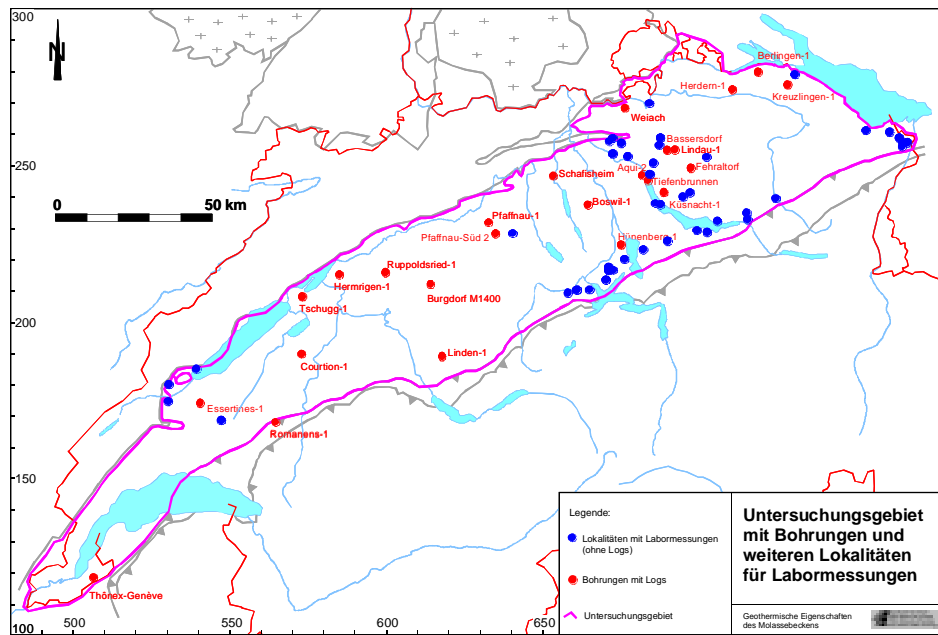 300
N
Berlingen-1
Herdern-1
Kreuzlingen-1
Weiach
Bassersdorf
Lindau-1
250
Schafisheim
Aqui-2
Fehraltorf
Tiefenbrunnen
0
50 km
Boswil-1
Küsnacht-1
Pfaffnau-1
Pfaffnau-Süd 2
Hünenberg 1
Ruppoldsried-1
Hermrigen-1
Burgdorf M1400
Tschugg-1
200
Linden-1
Courtion-1
Essertines-1
Romanens-1
150
Legende:
Lokalitäten mit Labormessungen
(ohne Logs)
Bohrungen mit Logs
Untersuchungsgebiet
Untersuchungsgebiet
mit Bohrungen und
weiteren Lokalitäten
für Labormessungen
Geothermische Eigenschaften
des Molassebeckens
Thônex-Genève
100
500
550
600
650